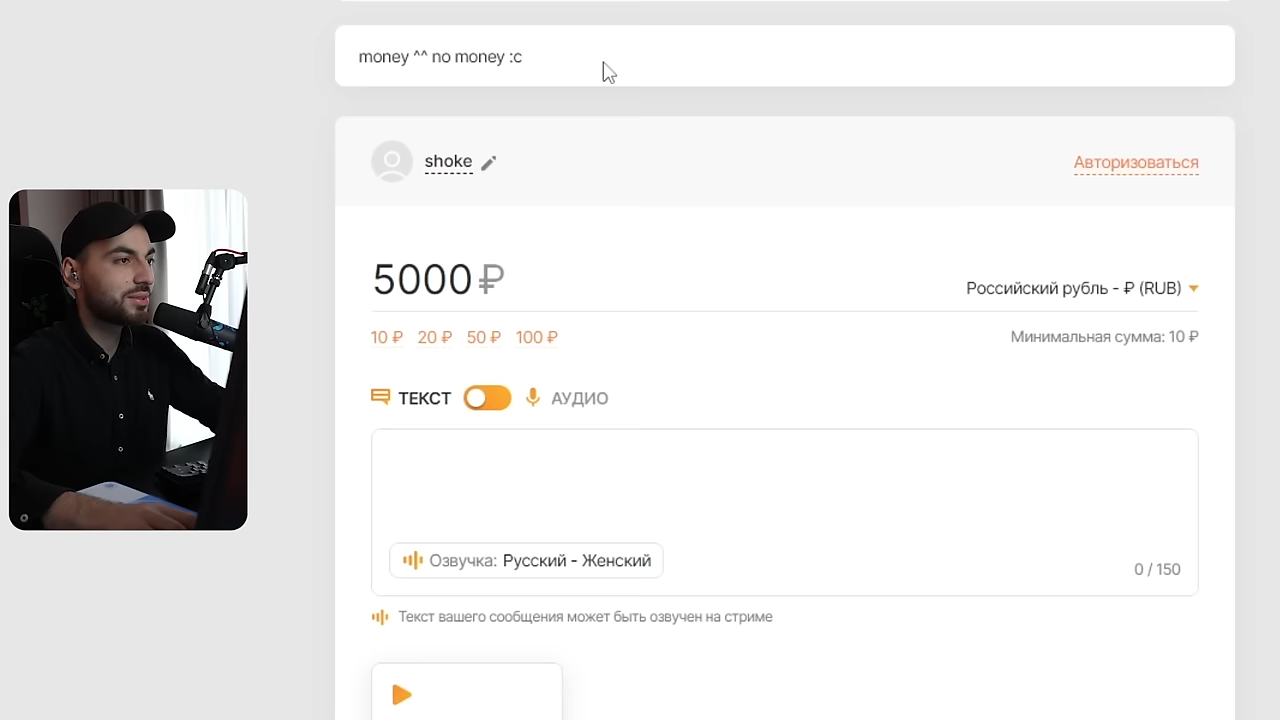 money ^^ no money :c
shoke
Авторизоваться
5000 ₽
Российский рубль - ₽ (RUB)
10 ₽ 20 ₽ 50 ₽ 100 ₽
Минимальная сумма: 10 ₽
ТЕКСТ АУДИО
Озвучка: Русский - Женский
0 / 150
Текст вашего сообщения может быть озвучен на стриме